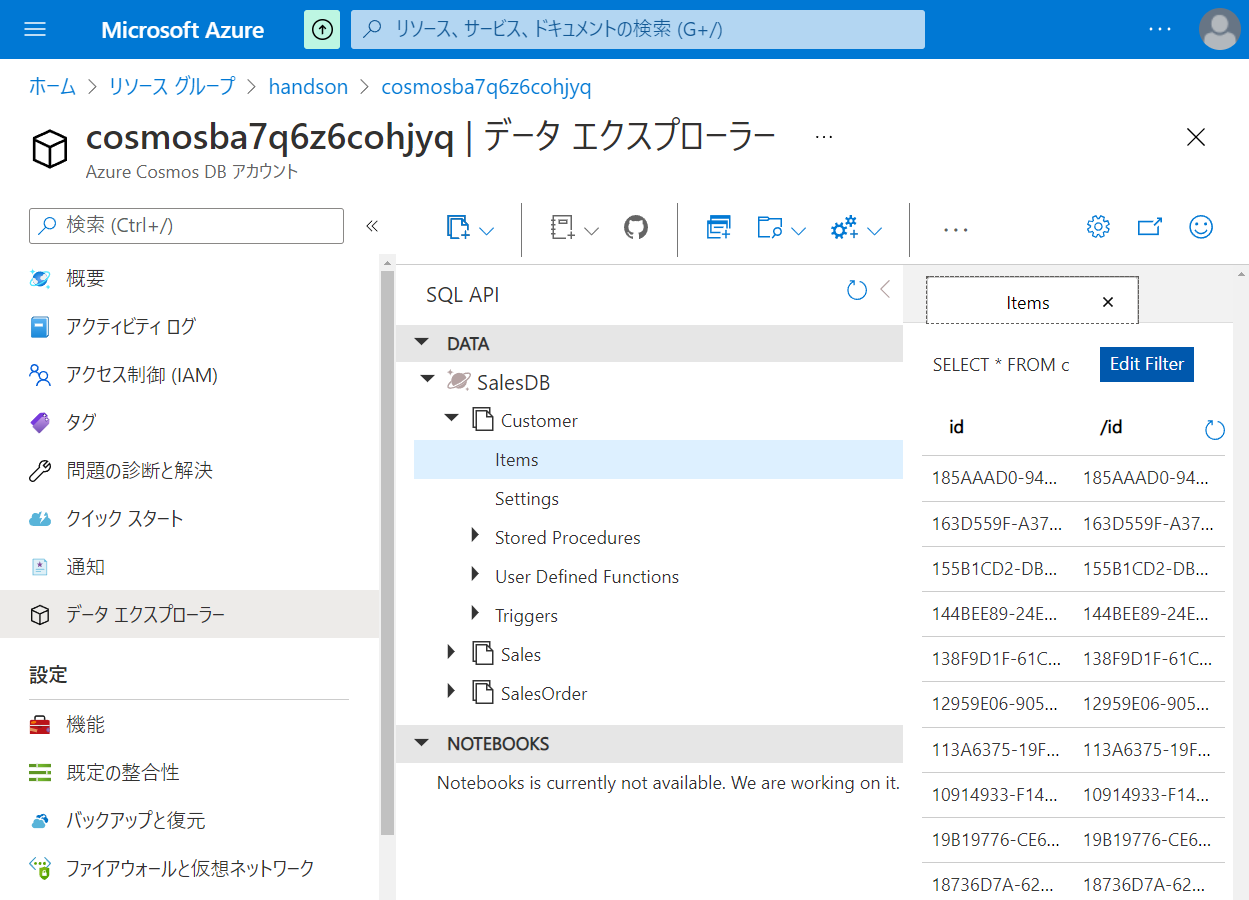 Microsoft Azure
リソース、サービス、ドキュメントの検索 (G+/)
ホーム > リソース グループ > handson > cosmosba7q6z6cohjyq
cosmosba7q6z6cohjyq | データ エクスプローラー ...
Azure Cosmos DB アカウント
検索 (Ctrl+/)
概要
アクティビティ ログ
アクセス制御 (IAM)
タグ
問題の診断と解決
クイック スタート
通知
データ エクスプローラー
設定
機能
既定の整合性
バックアップと復元
ファイアウォールと仮想ネットワーク
SQL API
DATA
SalesDB
Customer
Items
Settings
Stored Procedures
User Defined Functions
Triggers
Sales
SalesOrder
NOTEBOOKS
Notebooks is currently not available. We are working on it.
Items
SELECT * FROM c Edit Filter
id /id
185AAAD0-94... 185AAAD0-94...
163D559F-A37... 163D559F-A37...
155B1CD2-DB... 155B1CD2-DB...
144BEE89-24E... 144BEE89-24E...
138F9D1F-61C... 138F9D1F-61C...
12959E06-905... 12959E06-905...
113A6375-19F... 113A6375-19F...
10914933-F14... 10914933-F14...
19B19776-CE6... 19B19776-CE6...
18736D7A-62... 18736D7A-62...